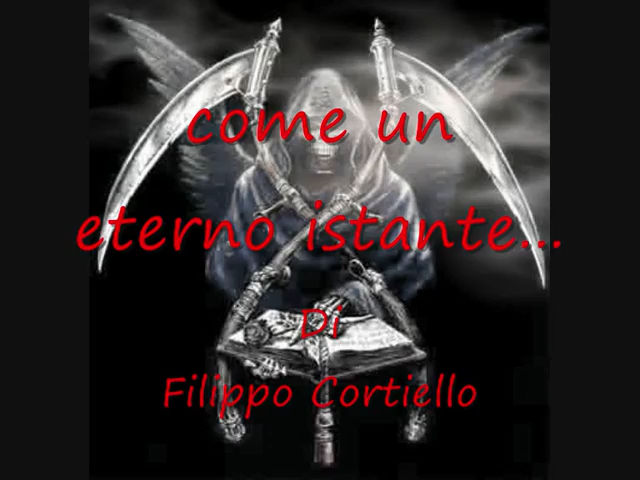 come un
eterno istante...
Di
Filippo Cortiello